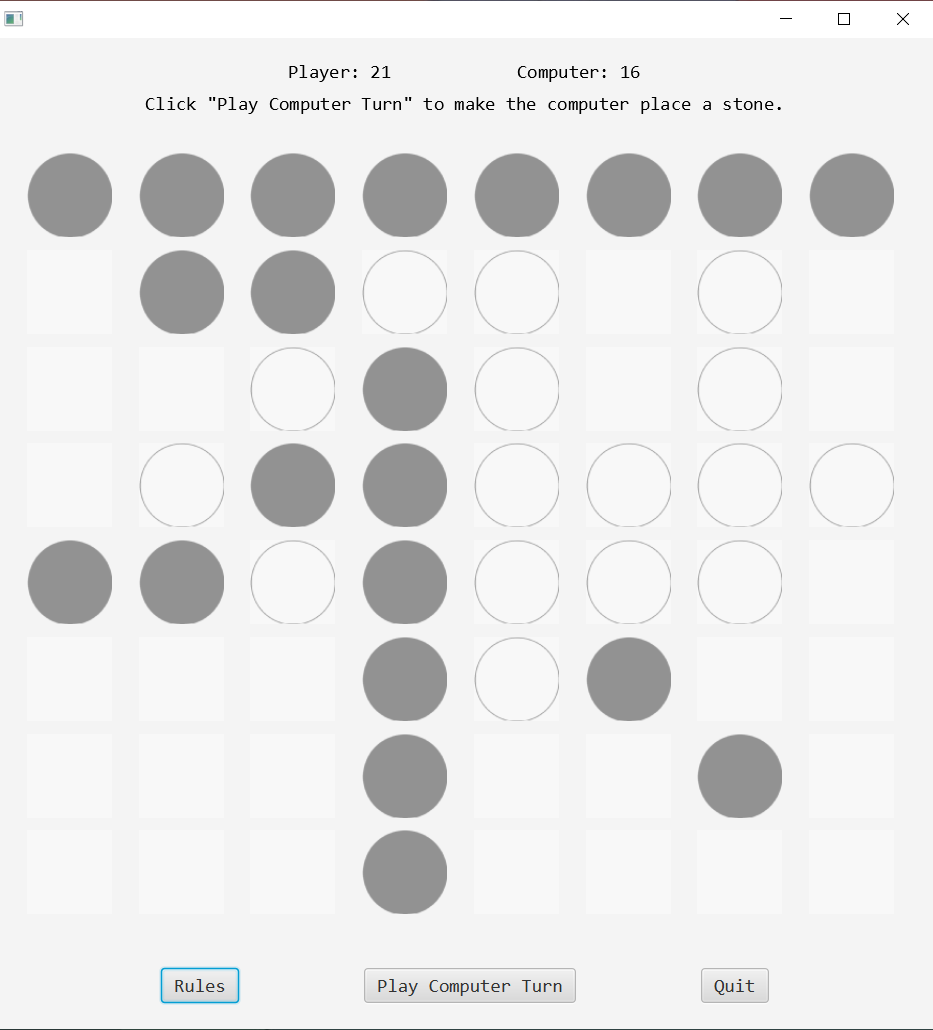 Player: 21 Computer: 16
Click "Play Computer Turn" to make the computer place a stone.
Rules Play Computer Turn Quit